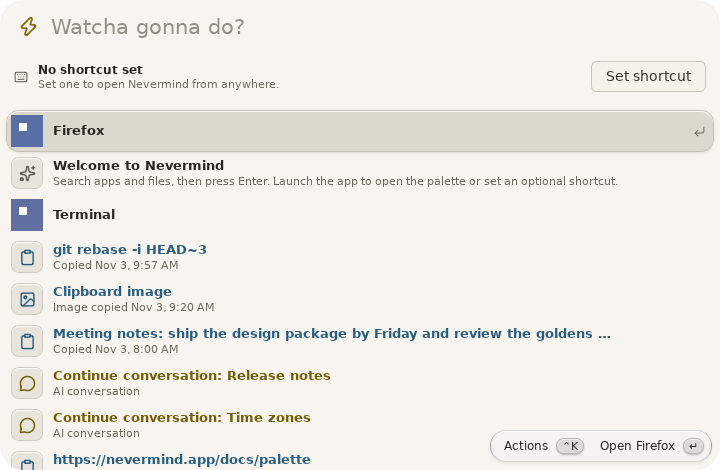 Watcha gonna do?
No shortcut set
Set one to open Nevermind from anywhere.
Set shortcut
Firefox
Welcome to Nevermind
Search apps and files, then press Enter. Launch the app to open the palette or set an optional shortcut.
Terminal
git rebase -i HEAD~3
Copied Nov 3, 9:57 AM
Clipboard image
Image copied Nov 3, 9:20 AM
Meeting notes: ship the design package by Friday and review the goldens ...
Copied Nov 3, 8:00 AM
Continue conversation: Release notes
AI conversation
Continue conversation: Time zones
AI conversation
Actions ^K Open Firefox ↵
https://nevermind.app/docs/palette